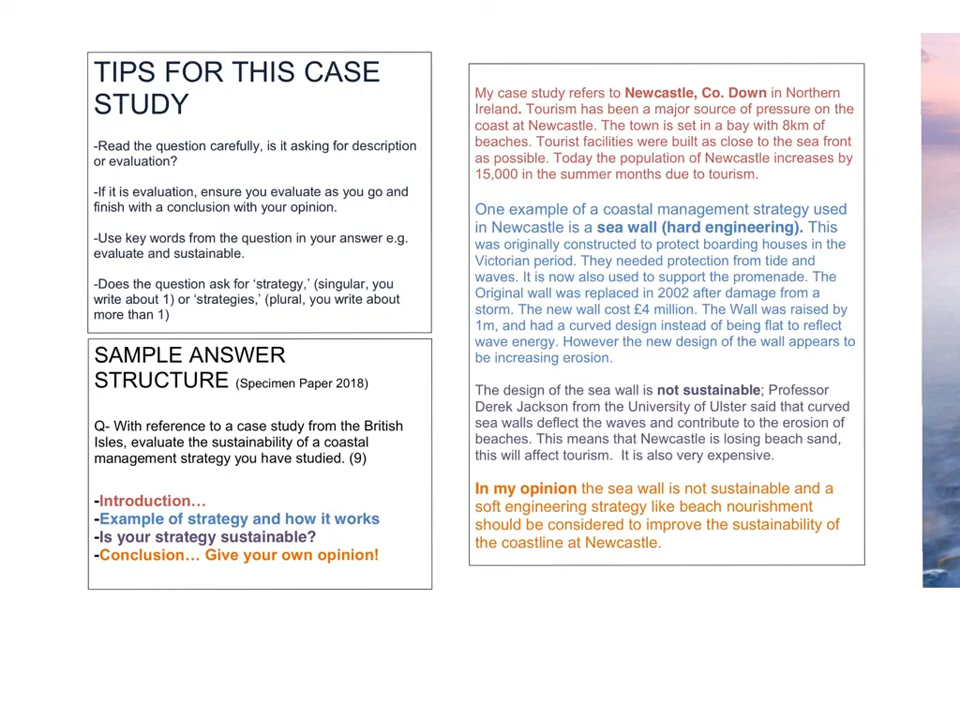 TIPS FOR THIS CASE
STUDY
-Read the question carefully, is it asking for description
or evaluation?
-If it is evaluation, ensure you evaluate as you go and
finish with a conclusion with your opinion.
-Use key words from the question in your answer e.g.
evaluate and sustainable.
-Does the question ask for ‘strategy,’ (singular, you
write about 1) or ‘strategies,’ (plural, you write about
more than 1)
SAMPLE ANSWER
STRUCTURE (Specimen Paper 2018)
Q- With reference to a case study from the British
Isles, evaluate the sustainability of a coastal
management strategy you have studied. (9)
-Introduction…
-Example of strategy and how it works
-Is your strategy sustainable?
-Conclusion… Give your own opinion!
My case study refers to Newcastle, Co. Down in Northern
Ireland. Tourism has been a major source of pressure on the
coast at Newcastle. The town is set in a bay with 8km of
beaches. Tourist facilities were built as close to the sea front
as possible. Today the population of Newcastle increases by
15,000 in the summer months due to tourism.
One example of a coastal management strategy used
in Newcastle is a sea wall (hard engineering). This
was originally constructed to protect boarding houses in the
Victorian period. They needed protection from tide and
waves. It is now also used to support the promenade. The
Original wall was replaced in 2002 after damage from a
storm. The new wall cost £4 million. The Wall was raised by
1m, and had a curved design instead of being flat to reflect
wave energy. However the new design of the wall appears to
be increasing erosion.
The design of the sea wall is not sustainable; Professor
Derek Jackson from the University of Ulster said that curved
sea walls deflect the waves and contribute to the erosion of
beaches. This means that Newcastle is losing beach sand,
this will affect tourism. It is also very expensive.
In my opinion the sea wall is not sustainable and a
soft engineering strategy like beach nourishment
should be considered to improve the sustainability of
the coastline at Newcastle.